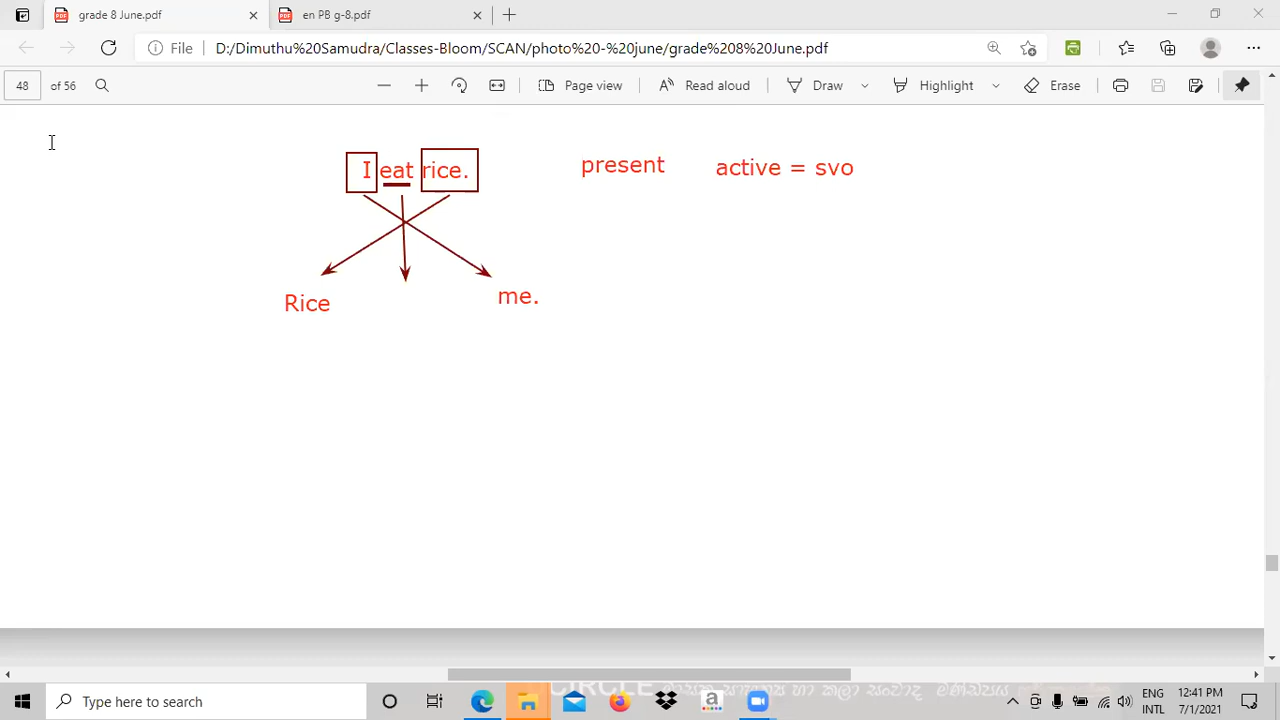 grade 8 June.pdf
en PB g-8.pdf
File
D:/Dimuthu%20Samudra/Classes-Bloom/SCAN/photo%20-%20june/grade%208%20June.pdf
48 of 56
Page view
Read aloud
Draw
Highlight
Erase
I eat rice.
present
active = svo
Rice
me.
CIRCLE
Type here to search
a
ENG
INTL
12:41 PM
7/1/2021